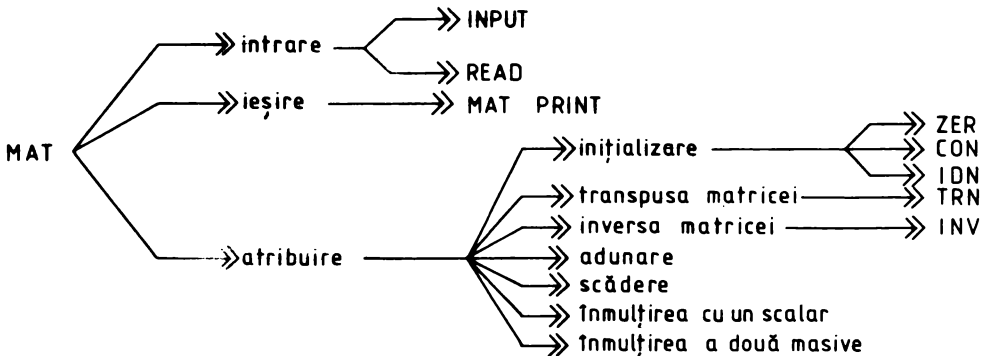 INPUT
intrare
READ
ieșire MAT PRINT
ZER
MAT inițializare CON
IDN
transpusa matricei TRN
inversa matricei INV
atribuire adunare
scădere
înmulțirea cu un scalar
înmulțirea a două masive